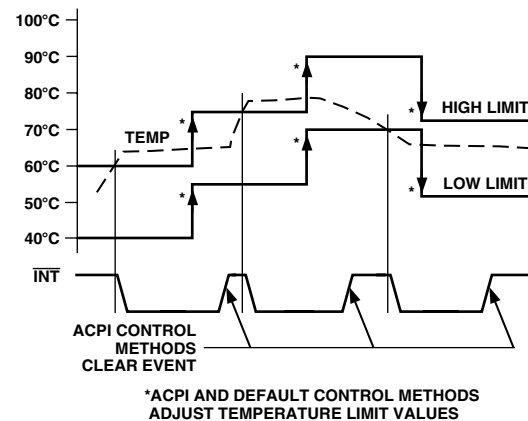 100°C
90°C
80°C
70°C
60°C
50°C
40°C
*
*
*
*
*
*
TEMP
HIGH LIMIT
LOW LIMIT
INT
ACPI CONTROL
METHODS
CLEAR EVENT
*ACPI AND DEFAULT CONTROL METHODS
ADJUST TEMPERATURE LIMIT VALUES